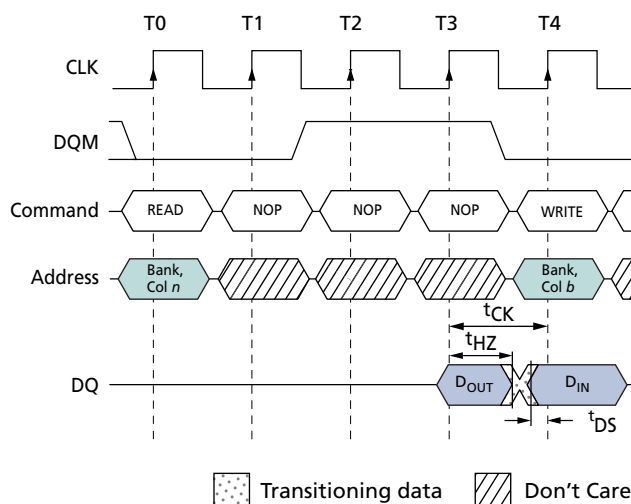 T0 T1 T2 T3 T4
CLK
DQM
Command READ NOP NOP NOP WRITE
Address Bank, Col n Bank, Col b
tCK
tHZ
DQ DOUT DIN
tDS
Transitioning data Don't Care